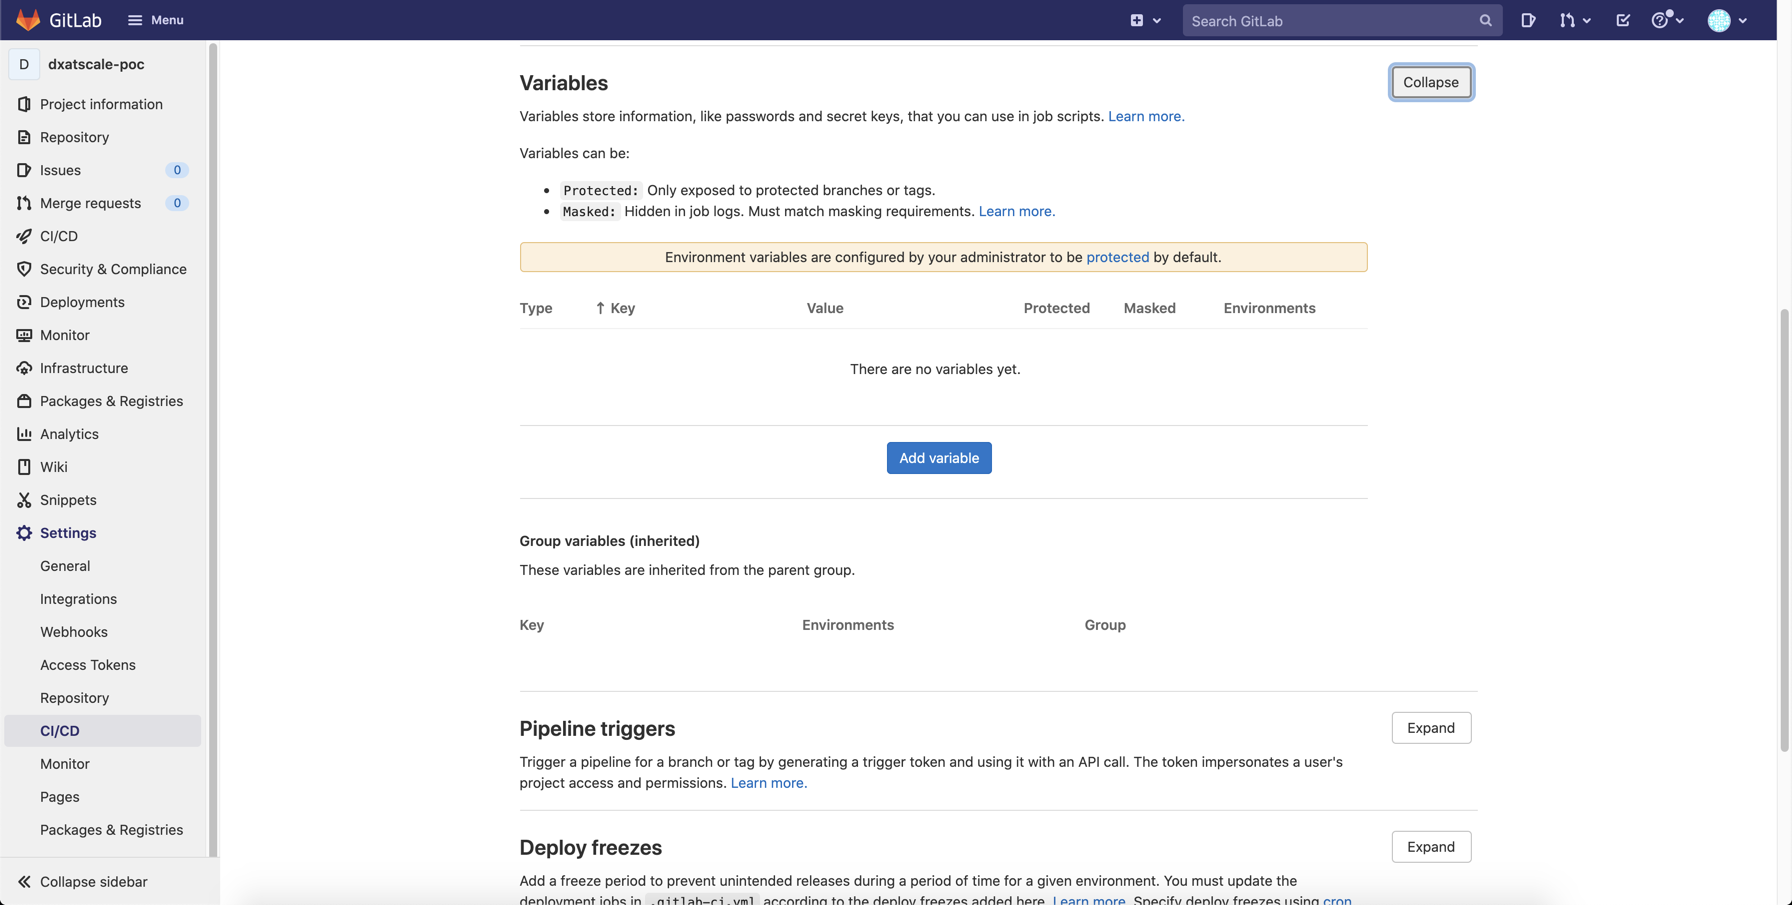 GitLab
Menu
Search GitLab
D
dxatscale-poc
Project information
Repository
Issues
0
Merge requests
0
CI/CD
Security & Compliance
Deployments
Monitor
Infrastructure
Packages & Registries
Analytics
Wiki
Snippets
Settings
General
Integrations
Webhooks
Access Tokens
Repository
CI/CD
Monitor
Pages
Packages & Registries
Collapse sidebar
Variables
Collapse
Variables store information, like passwords and secret keys, that you can use in job scripts. Learn more.
Variables can be:
• Protected: Only exposed to protected branches or tags.
• Masked: Hidden in job logs. Must match masking requirements. Learn more.
Environment variables are configured by your administrator to be protected by default.
Type ↑ Key Value Protected Masked Environments
There are no variables yet.
Add variable
Group variables (inherited)
These variables are inherited from the parent group.
Key Environments Group
Pipeline triggers
Expand
Trigger a pipeline for a branch or tag by generating a trigger token and using it with an API call. The token impersonates a user's
project access and permissions. Learn more.
Deploy freezes
Expand
Add a freeze period to prevent unintended releases during a period of time for a given environment. You must update the
deployment jobs in .gitlab-ci.yml according to the deploy freezes added here. Learn more. Specify deploy freezes using cron